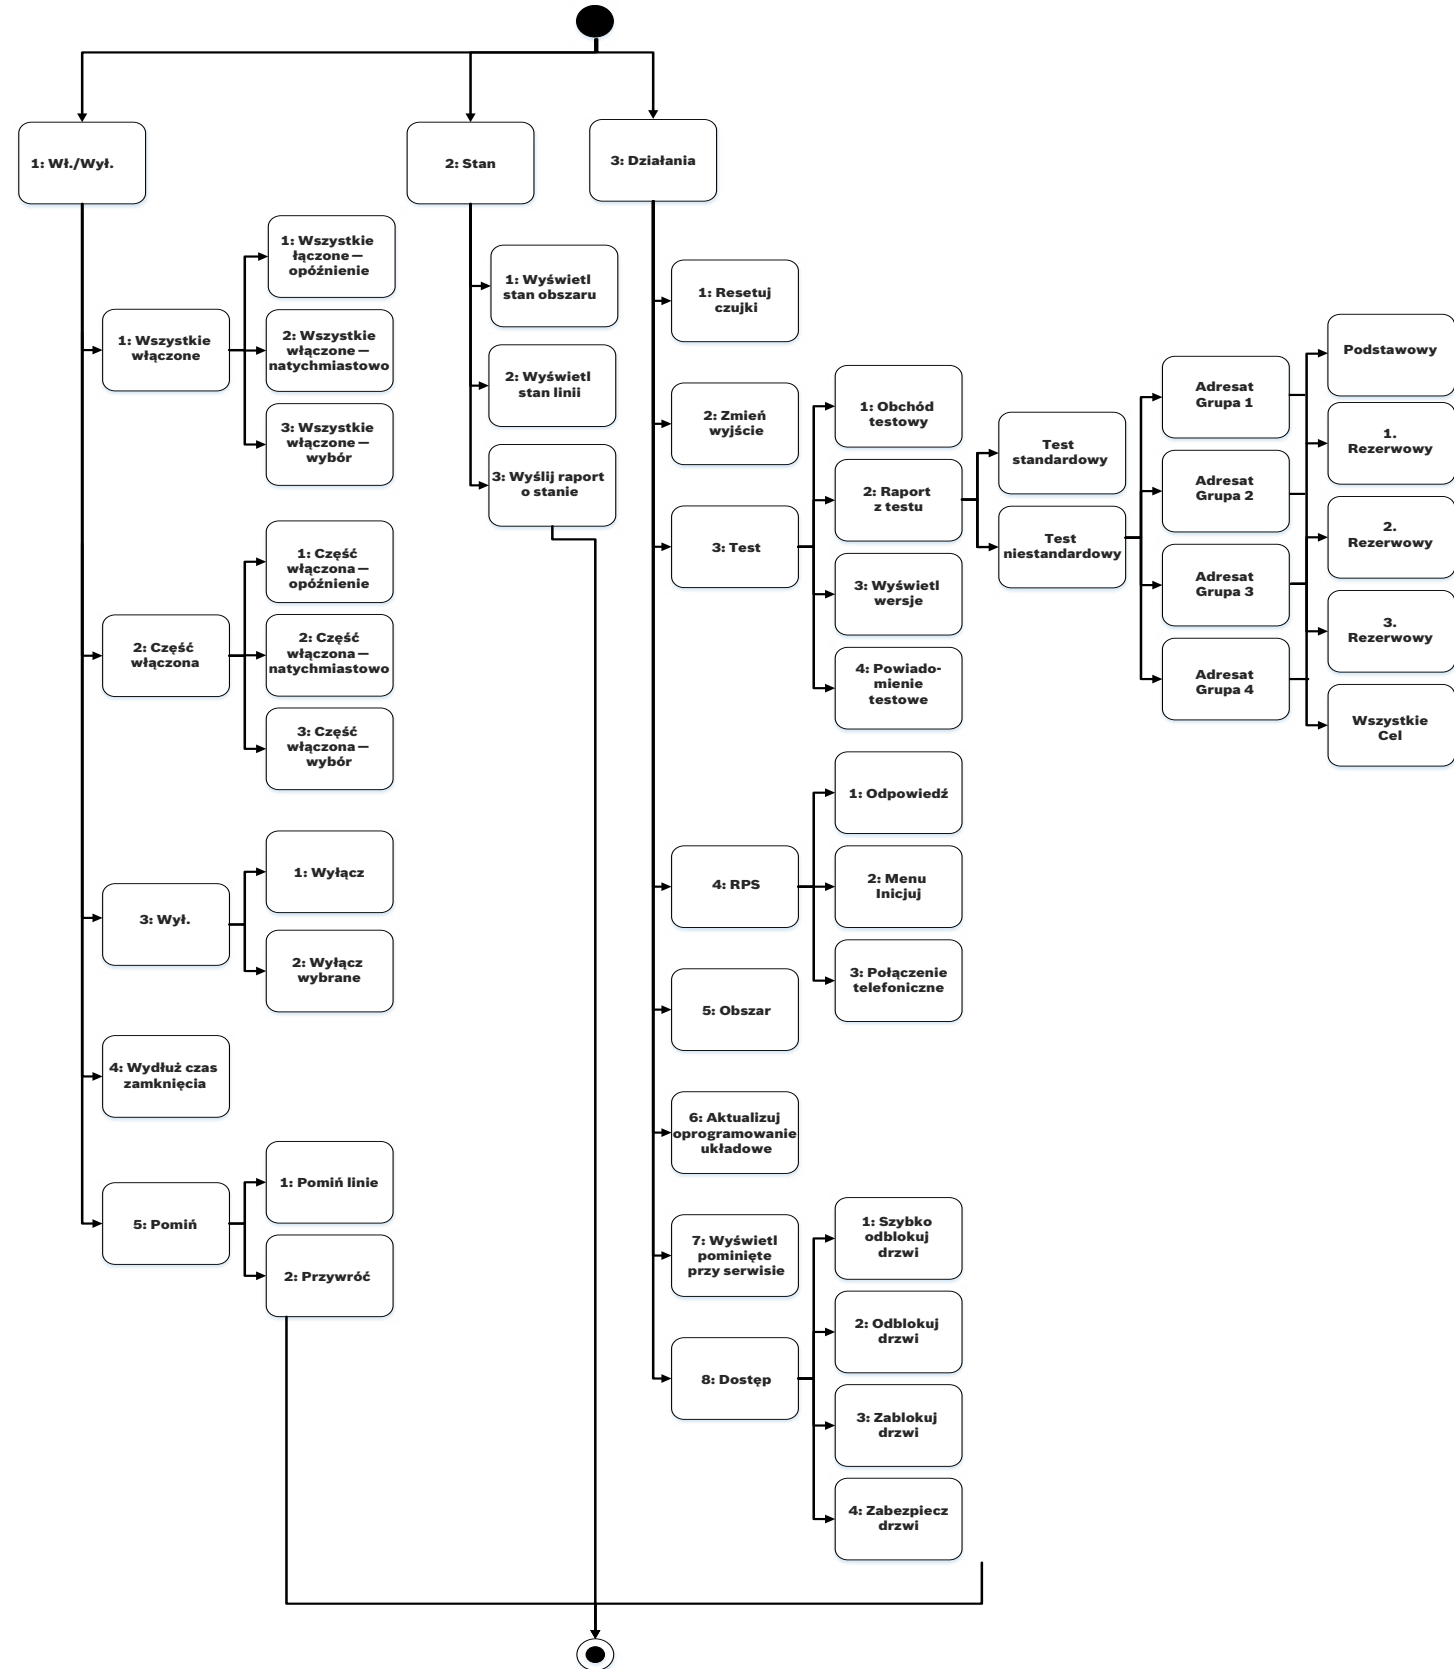 1: Wł./Wył.
2: Stan
3: Działania
1: Wszystkie
włączone
1: Wszystkie
łączone —
opóźnienie
2: Wszystkie
włączone —
natychmiastowo
3: Wszystkie
włączone —
wybór
2: Część
włączona
1: Część
włączona —
opóźnienie
2: Część
włączona —
natychmiastowo
3: Część
włączona —
wybór
3: Wył.
1: Wyłącz
2: Wyłącz
wybrane
4: Wydłuż czas
zamknięcia
5: Pomiń
1: Pomiń linie
2: Przywróć
1: Wyświetl
stan obszaru
2: Wyświetl
stan linii
3: Wyślij raport
o stanie
1: Resetuj
czujki
2: Zmień
wyjście
3: Test
1: Obchód
testowy
2: Raport
z testu
3: Wyświetl
wersje
4: Powiado-
mienie
testowe
Test
standardowy
Test
niestandardowy
Adresat
Grupa 1
Adresat
Grupa 2
Adresat
Grupa 3
Adresat
Grupa 4
Podstawowy
1.
Rezerwowy
2.
Rezerwowy
3.
Rezerwowy
Wszystkie
Cel
4: RPS
1: Odpowiedź
2: Menu
Inicjuj
3: Połączenie
telefoniczne
5: Obszar
6: Aktualizuj
oprogramowanie
układowe
7: Wyświetl
pominięte
przy serwisie
8: Dostęp
1: Szybko
odblokuj
drzwi
2: Odblokuj
drzwi
3: Zablokuj
drzwi
4: Zabezpiecz
drzwi